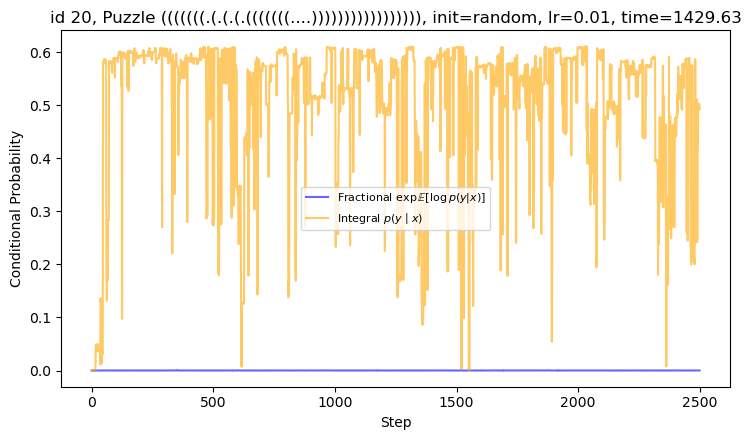 id 20, Puzzle (((((((.(.(.(.(((((((....))))))))))))))))), init=random, lr=0.01, time=1429.63
Conditional Probability
0.6
0.5
0.4
0.3
0.2
0.1
0.0
Fractional exp𝔼[log p(y|x)]
Integral p(y | x)
0 500 1000 1500 2000 2500
Step